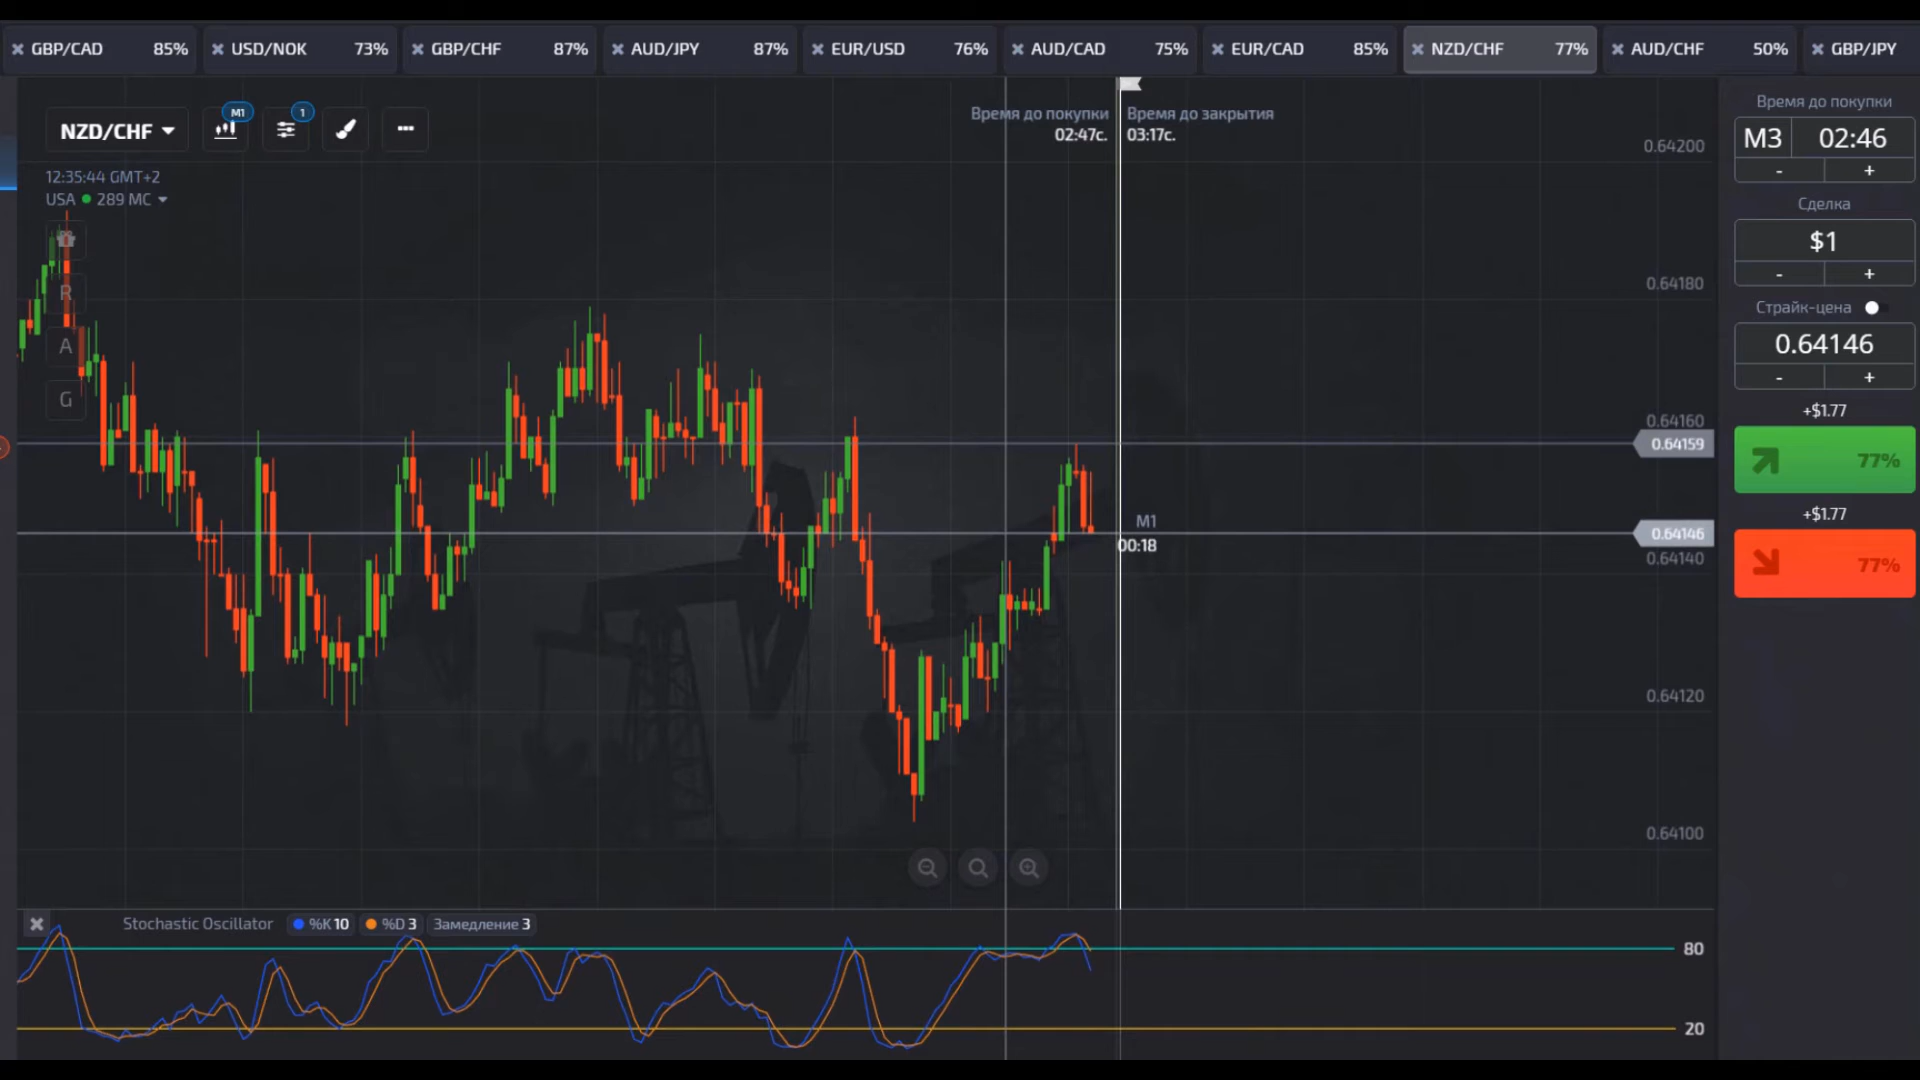 GBP/CAD 85% USD/NOK 73% GBP/CHF 87% AUD/JPY 87% EUR/USD 76% AUD/CAD 75% EUR/CAD 85% NZD/CHF 77% AUD/CHF 50% GBP/JPY
NZD/CHF
M1
1
12:35:44 GMT+2
USA 289 МС
R
A
G
Время до покупки
02:47с.
Время до закрытия
03:17с.
M1
00:18
0.64200
0.64180
0.64160
0.64159
0.64146
0.64140
0.64120
0.64100
Время до покупки
M3 02:46
- +
Сделка
$1
- +
Страйк-цена
0.64146
- +
+$1.77
77%
+$1.77
77%
Stochastic Oscillator %K 10 %D 3 Замедление 3
80
20